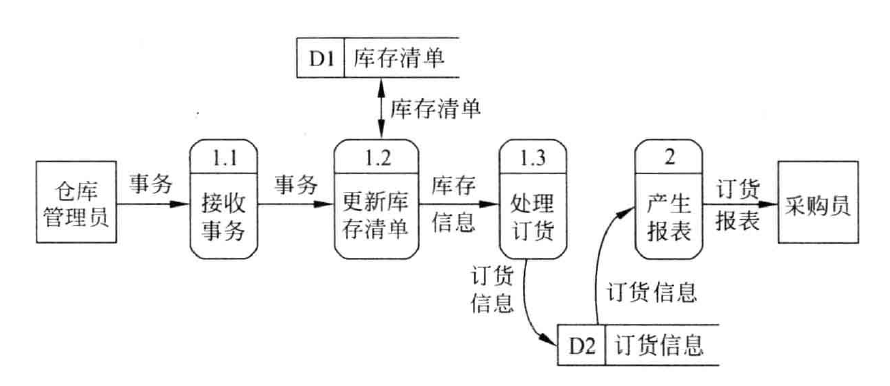 D1 库存清单
库存清单
1.1
1.2
1.3
2
仓库
管理员
事务
接收
事务
事务
更新库
存清单
库存
信息
处理
订货
产生
报表
订货
报表
采购员
订货
信息
订货信息
D2 订货信息